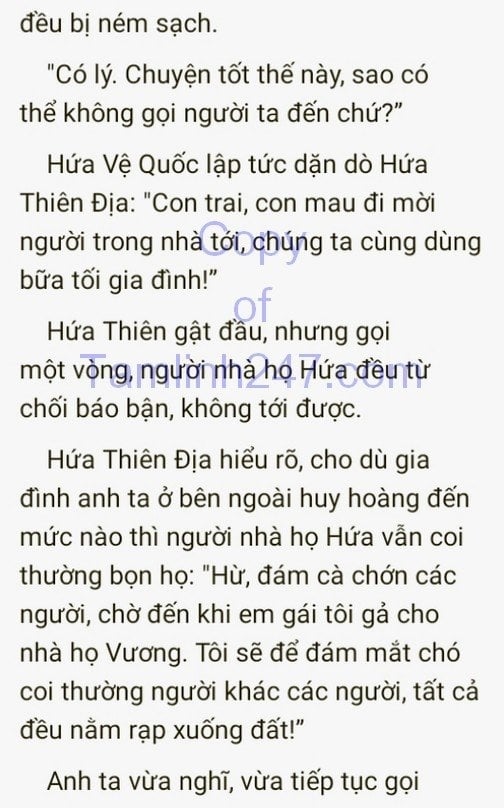 đều bị ném sạch.
"Có lý. Chuyện tốt thế này, sao có
thể không gọi người ta đến chứ?”
Hứa Vệ Quốc lập tức dặn dò Hứa
Thiên Địa: "Con trai, con mau đi mời
người trong nhà tới, chúng ta cùng dùng
bữa tối gia đình!”
Hứa Thiên gật đầu, nhưng gọi
một vòng, người nhà họ Hứa đều từ
chối báo bận, không tới được.
Hứa Thiên Địa hiểu rõ, cho dù gia
đình anh ta ở bên ngoài huy hoàng đến
mức nào thì người nhà họ Hứa vẫn coi
thường bọn họ: "Hừ, đám cà chớn các
người, chờ đến khi em gái tôi gả cho
nhà họ Vương. Tôi sẽ để đám mắt chó
coi thường người khác các người, tất cả
đều nằm rạp xuống đất!”
Anh ta vừa nghĩ, vừa tiếp tục gọi
Copy
of
Tamlinh247.com